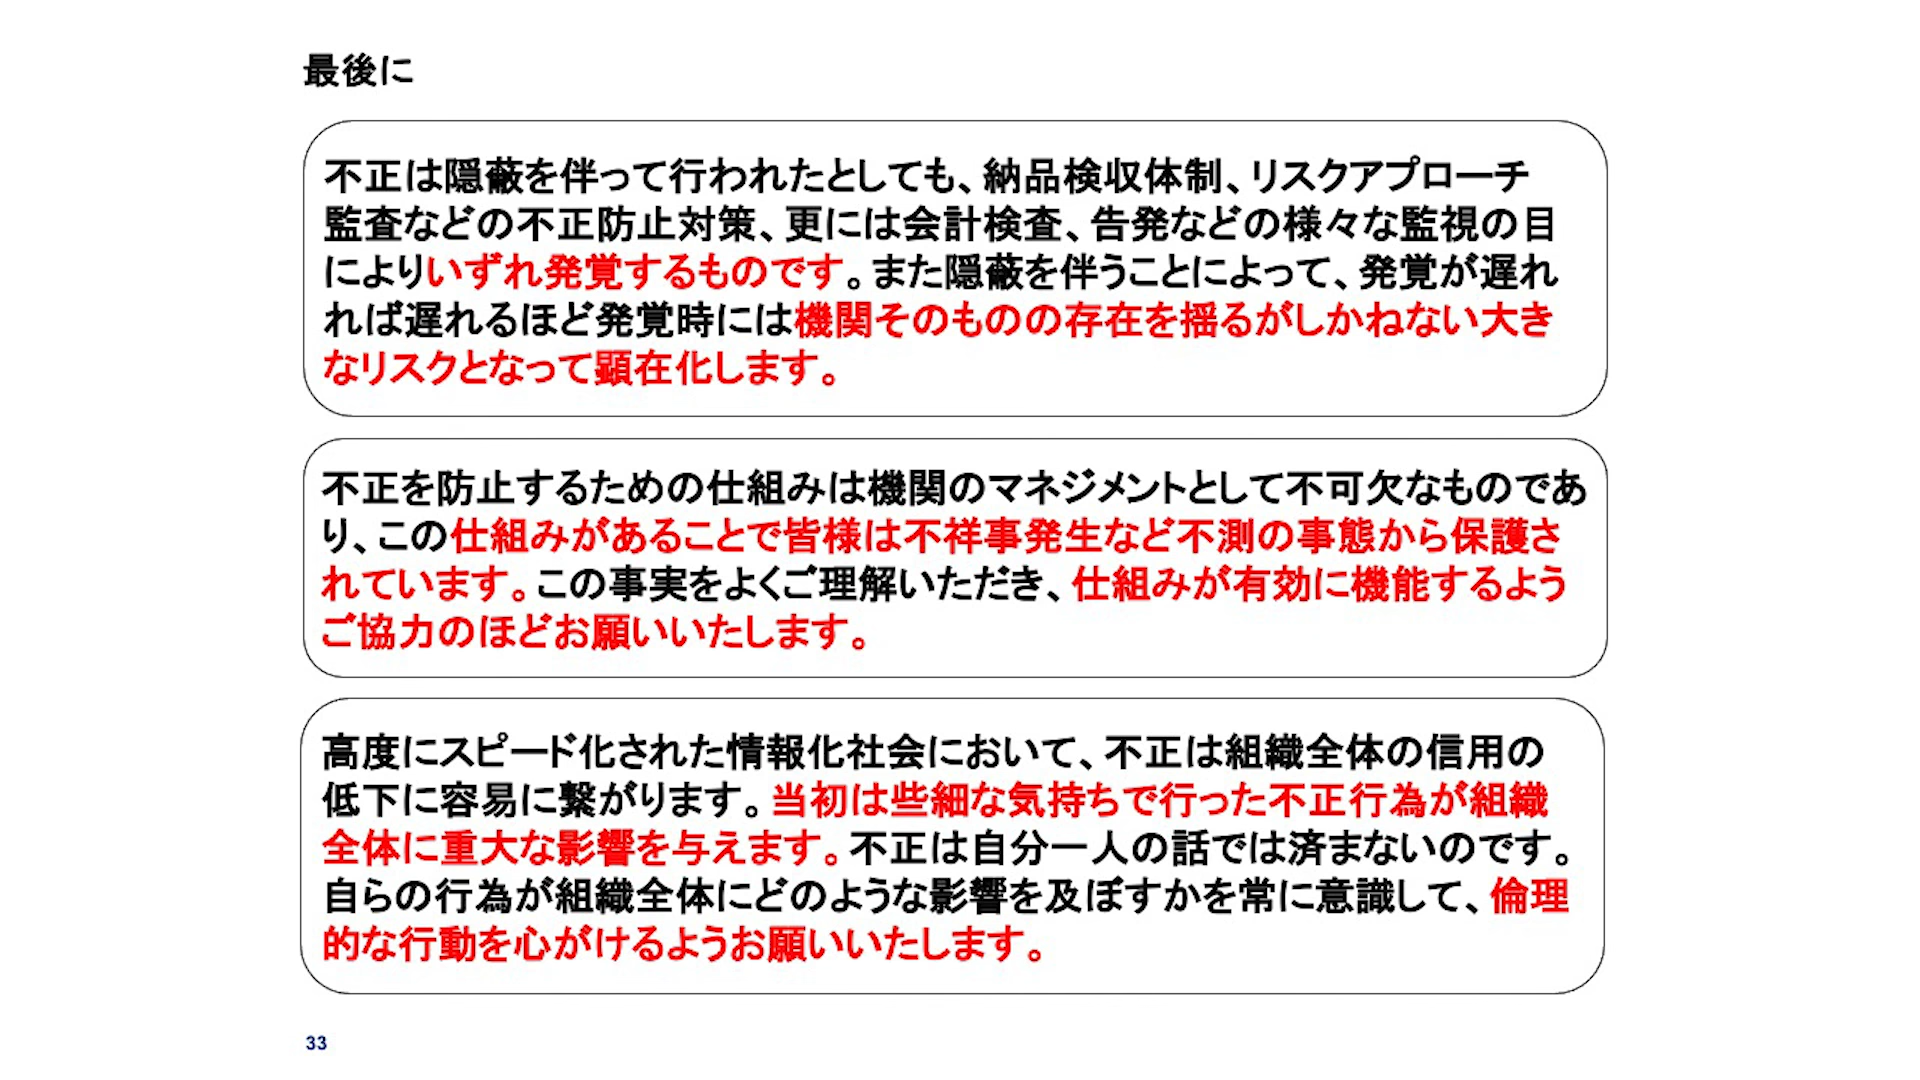 最後に
不正は隠蔽を伴って行われたとしても、納品検収体制、リスクアプローチ
監査などの不正防止対策、更には会計検査、告発などの様々な監視の目
によりいずれ発覚するものです。また隠蔽を伴うことによって、発覚が遅れ
れば遅れるほど発覚時には機関そのものの存在を揺るがしかねない大き
なリスクとなって顕在化します。
不正を防止するための仕組みは機関のマネジメントとして不可欠なものであ
り、この仕組みがあることで皆様は不祥事発生など不測の事態から保護さ
れています。この事実をよくご理解いただき、仕組みが有効に機能するよう
ご協力のほどお願いいたします。
高度にスピード化された情報化社会において、不正は組織全体の信用の
低下に容易に繋がります。当初は些細な気持ちで行った不正行為が組織
全体に重大な影響を与えます。不正は自分一人の話では済まないのです。
自らの行為が組織全体にどのような影響を及ぼすかを常に意識して、倫理
的な行動を心がけるようお願いいたします。
33